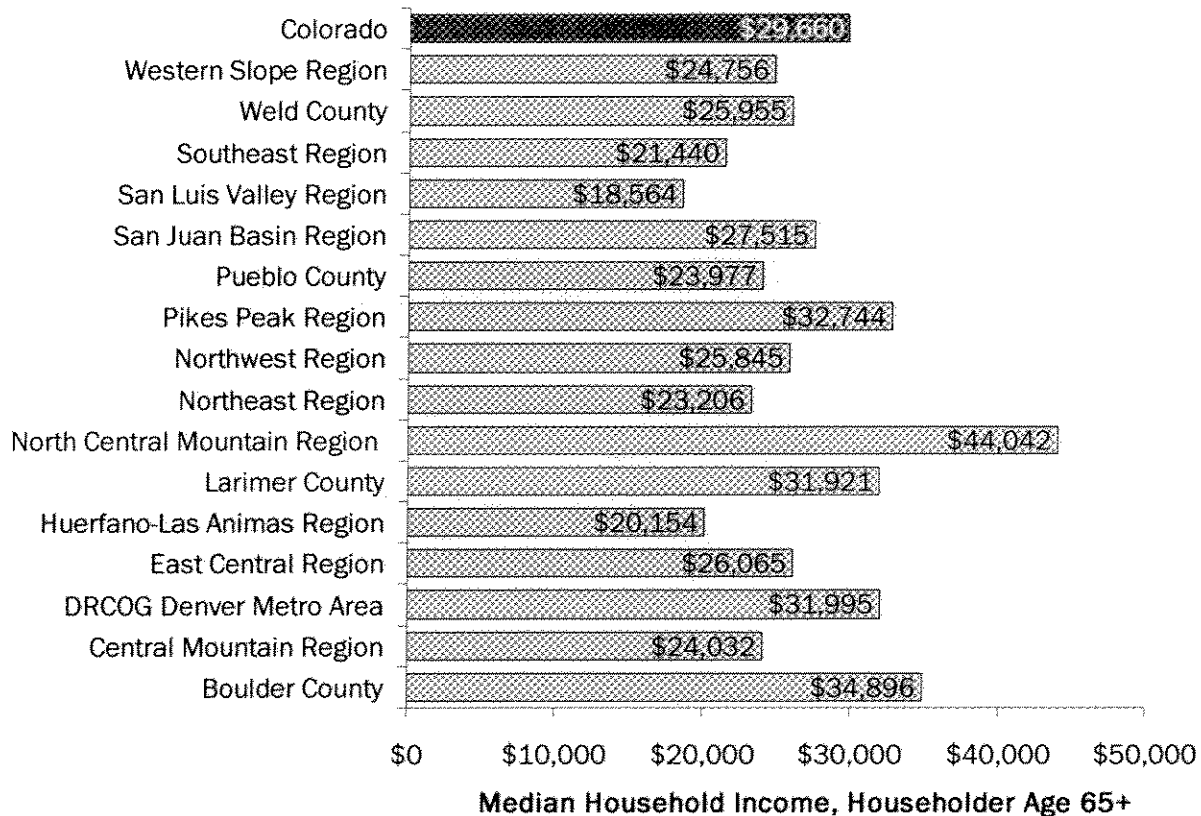 Colorado $29,660
Western Slope Region $24,756
Weld County $25,955
Southeast Region $21,440
San Luis Valley Region $18,564
San Juan Basin Region $27,515
Pueblo County $23,977
Pikes Peak Region $32,744
Northwest Region $25,845
Northeast Region $23,206
North Central Mountain Region $44,042
Larimer County $31,921
Huerfano-Las Animas Region $20,154
East Central Region $26,065
DRCOG Denver Metro Area $31,995
Central Mountain Region $24,032
Boulder County $34,896
$0 $10,000 $20,000 $30,000 $40,000 $50,000
Median Household Income, Householder Age 65+